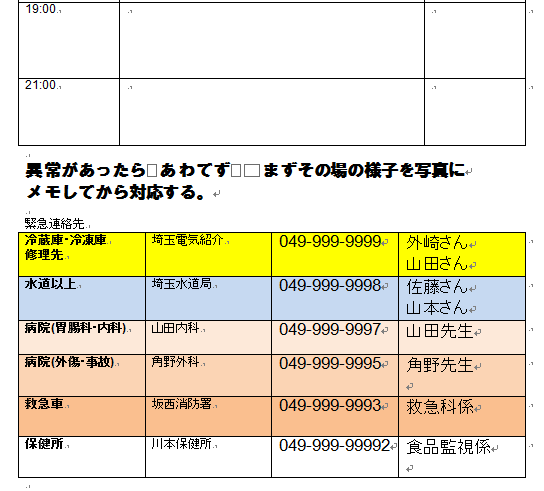 19:00
21:00
異常があったら□あわてず□□まずその場の様子を写真に
メモしてから対応する。
緊急連絡先
冷蔵庫・冷凍庫
修理先
埼玉電気紹介
049-999-9999
外崎さん
山田さん
水道以上
埼玉水道局
049-999-9998
佐藤さん
山本さん
病院(胃腸科・内科)
山田内科
049-999-9997
山田先生
病院(外傷・事故)
角野外科
049-999-9995
角野先生
救急車
坂西消防署
049-999-9993
救急科係
保健所
川本保健所
049-999-99992
食品監視係